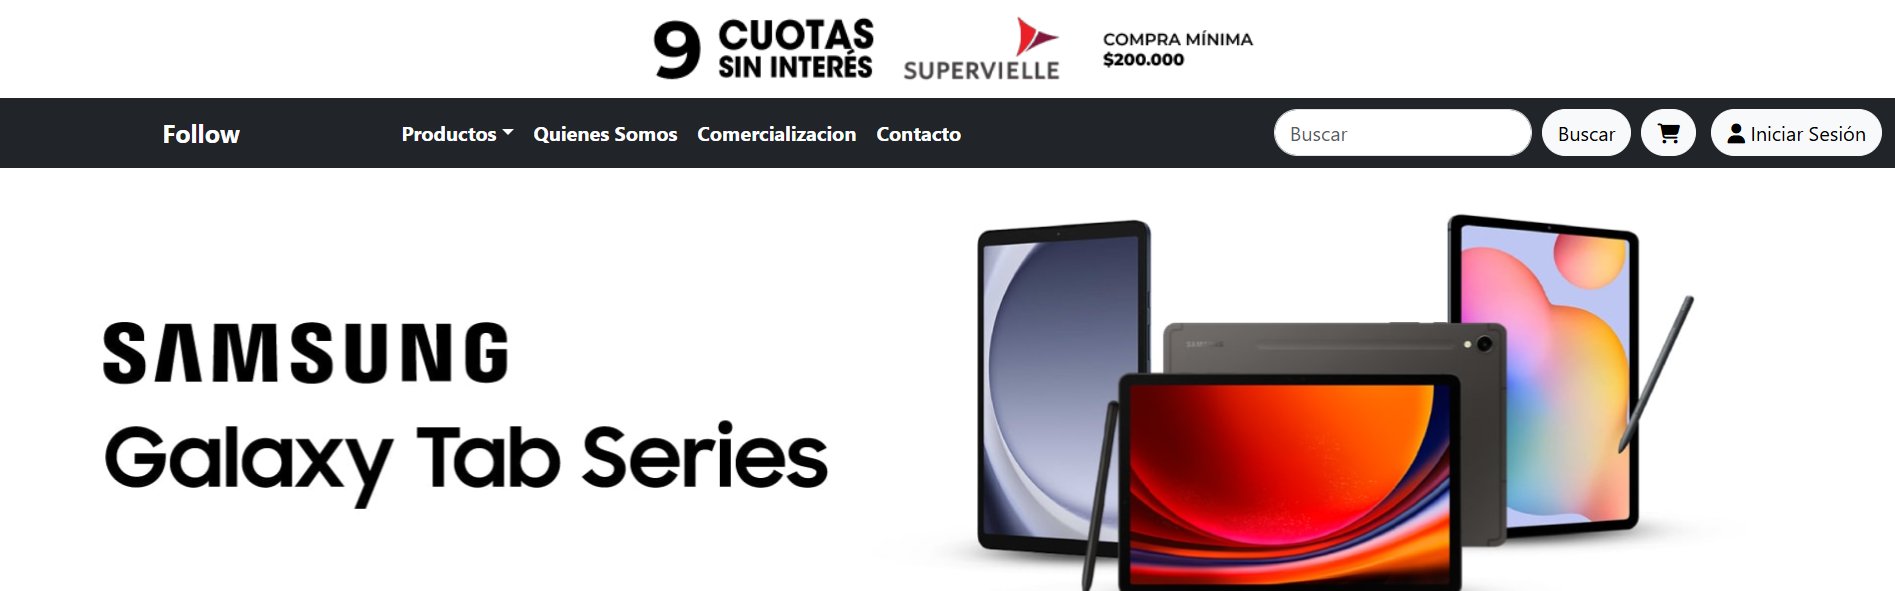 9 CUOTAS
SIN INTERÉS
SUPERVIELLE
COMPRA MÍNIMA
$200.000
Follow
Productos
Quienes Somos
Comercializacion
Contacto
Buscar
Buscar
Iniciar Sesión
SAMSUNG
Galaxy Tab Series
SAMSUNG